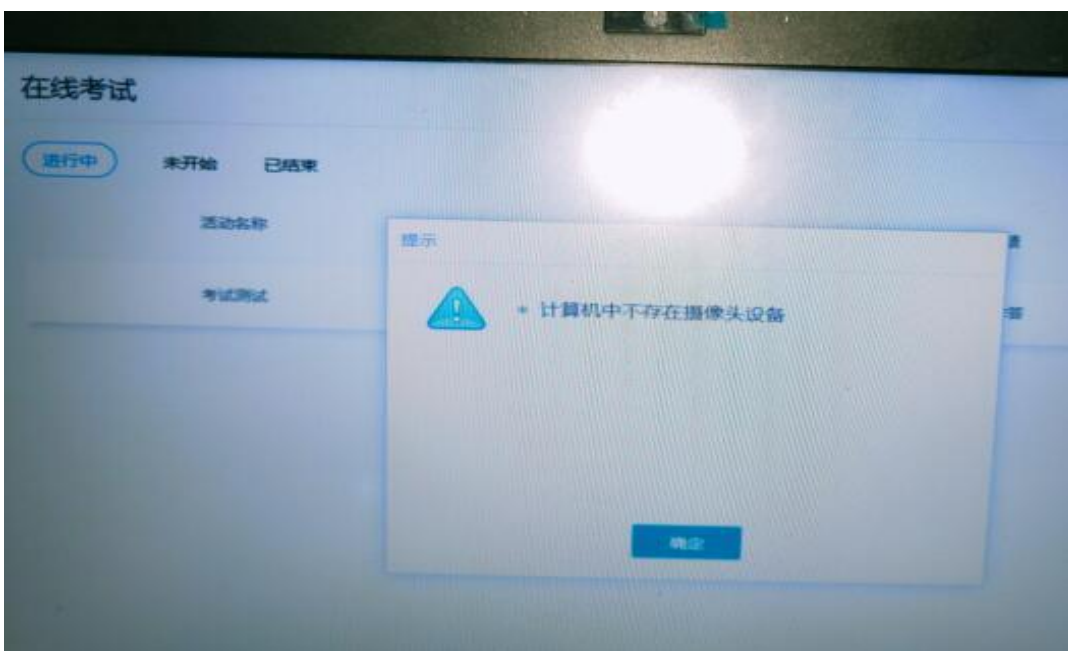 在线考试
进行中 未开始 已结束
活动名称
提示
考试测试
* 计算机中不存在摄像头设备
确定